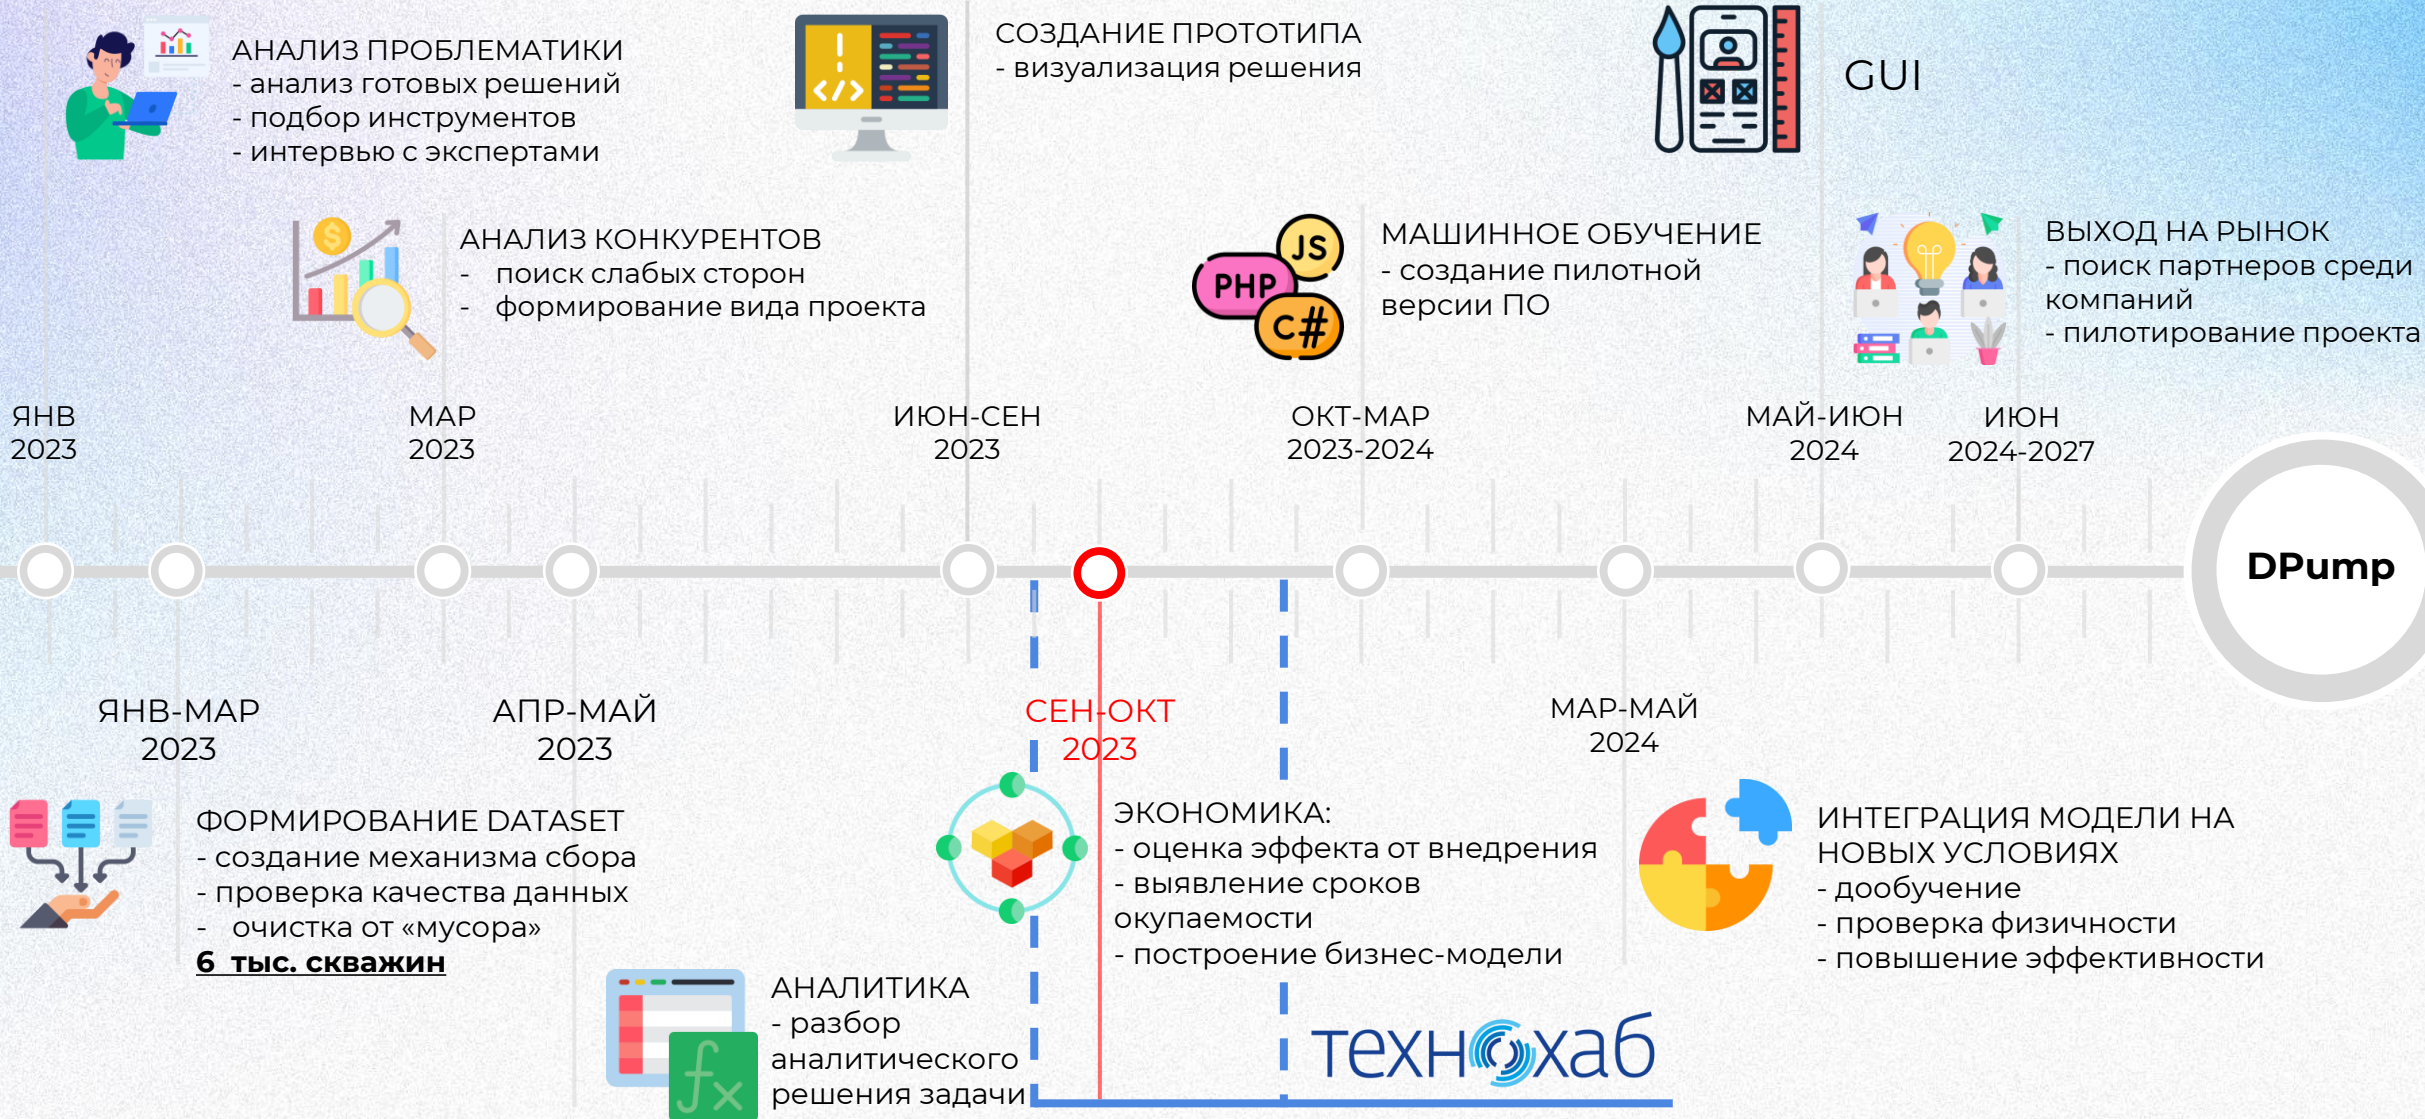 АНАЛИЗ ПРОБЛЕМАТИКИ
- анализ готовых решений
- подбор инструментов
- интервью с экспертами
СОЗДАНИЕ ПРОТОТИПА
- визуализация решения
GUI
АНАЛИЗ КОНКУРЕНТОВ
- поиск слабых сторон
- формирование вида проекта
JS
PHP
C#
МАШИННОЕ ОБУЧЕНИЕ
- создание пилотной
версии ПО
ВЫХОД НА РЫНОК
- поиск партнеров среди
компаний
- пилотирование проекта
ЯНВ
2023
МАР
2023
ИЮН-СЕН
2023
ОКТ-МАР
2023-2024
МАЙ-ИЮН
2024
ИЮН
2024-2027
DPump
ЯНВ-МАР
2023
АПР-МАЙ
2023
СЕН-ОКТ
2023
МАР-МАЙ
2024
ФОРМИРОВАНИЕ DATASET
- создание механизма сбора
- проверка качества данных
- очистка от «мусора»
6 тыс. скважин
АНАЛИТИКА
- разбор
аналитического
решения задачи
fx
ЭКОНОМИКА:
- оценка эффекта от внедрения
- выявление сроков
окупаемости
- построение бизнес-модели
ИНТЕГРАЦИЯ МОДЕЛИ НА
НОВЫХ УСЛОВИЯХ
- дообучение
- проверка физичности
- повышение эффективности
технохаб